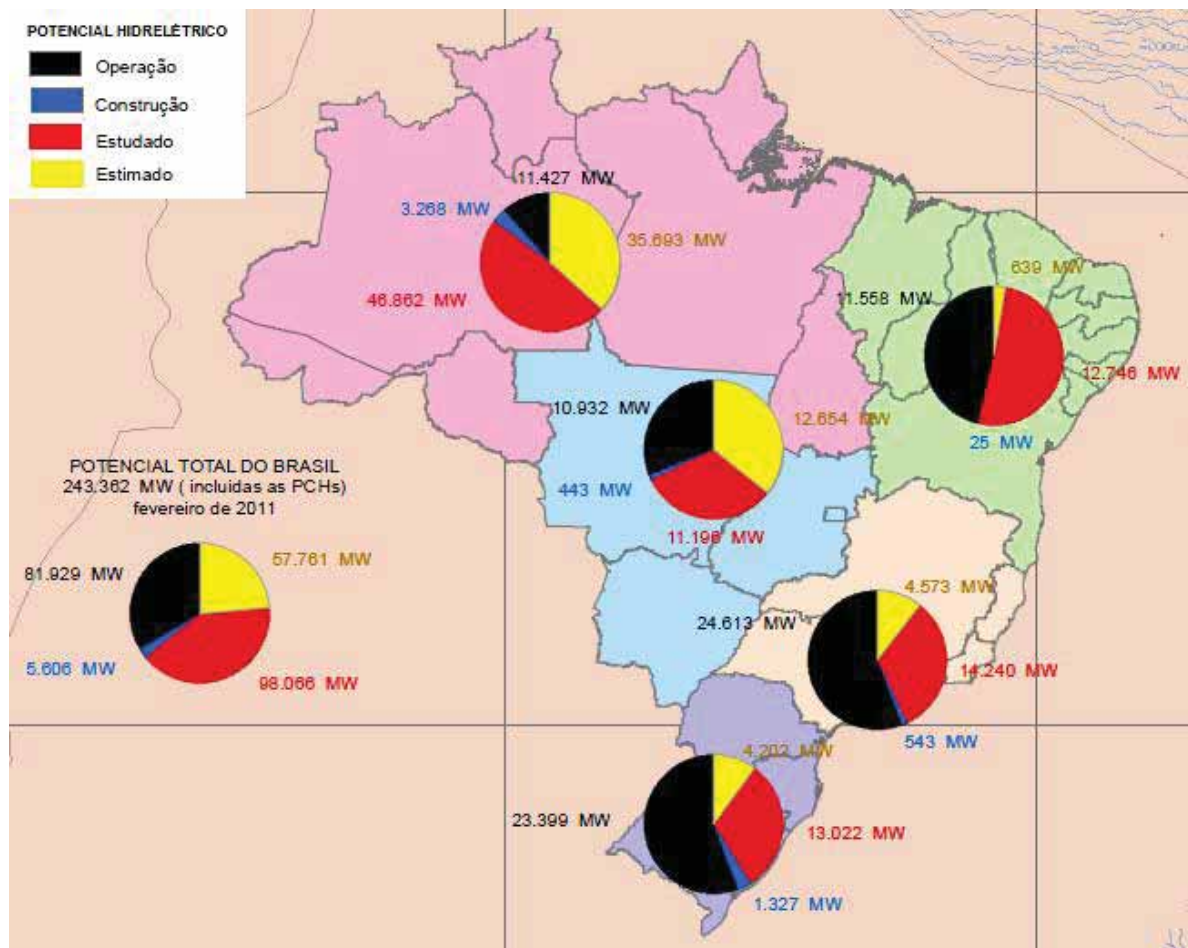 POTENCIAL HIDRELÉTRICO
Operação
Construção
Estudado
Estimado
11.427 MW
3.268 MW
35.693 MW
46.862 MW
639 MW
11.558 MW
12.746 MW
25 MW
10.932 MW
12.654 MW
443 MW
11.196 MW
POTENCIAL TOTAL DO BRASIL
243.362 MW ( incluidas as PCHs)
fevereiro de 2011
81.929 MW
57.761 MW
5.606 MW
98.066 MW
4.573 MW
24.613 MW
14.240 MW
543 MW
4.202 MW
23.399 MW
13.022 MW
1.327 MW